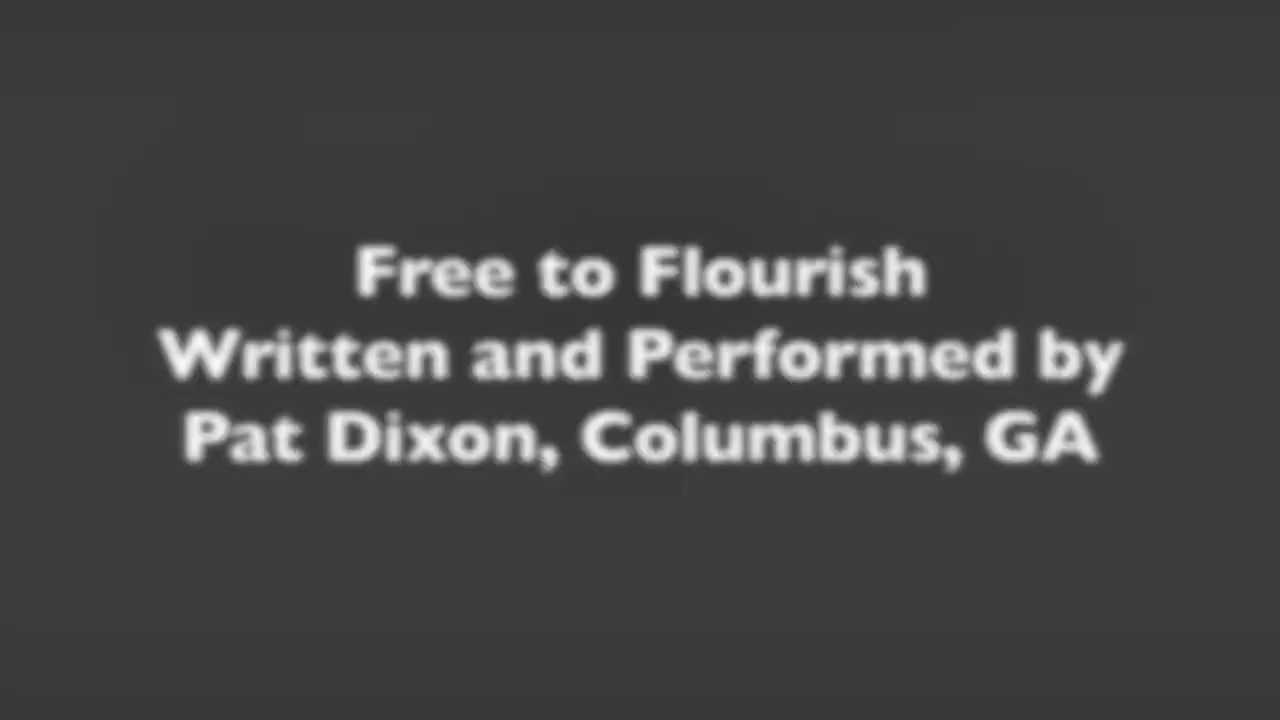 Free to Flourish
Written and Performed by
Pat Dixon, Columbus, GA